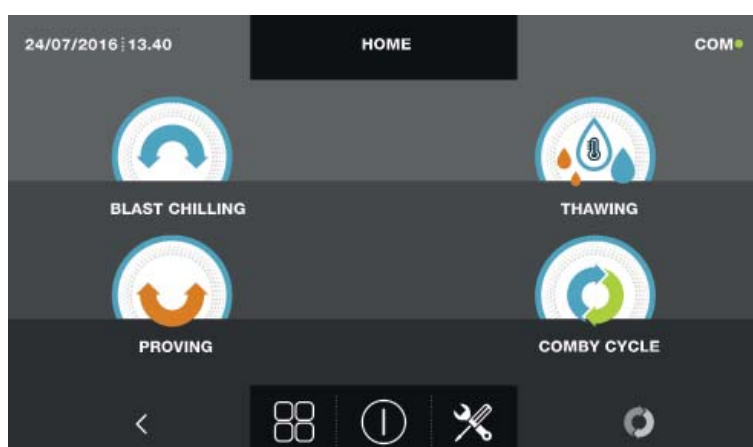 24/07/2016 13.40 HOME COM
BLAST CHILLING THAWING
PROVING COMBY CYCLE